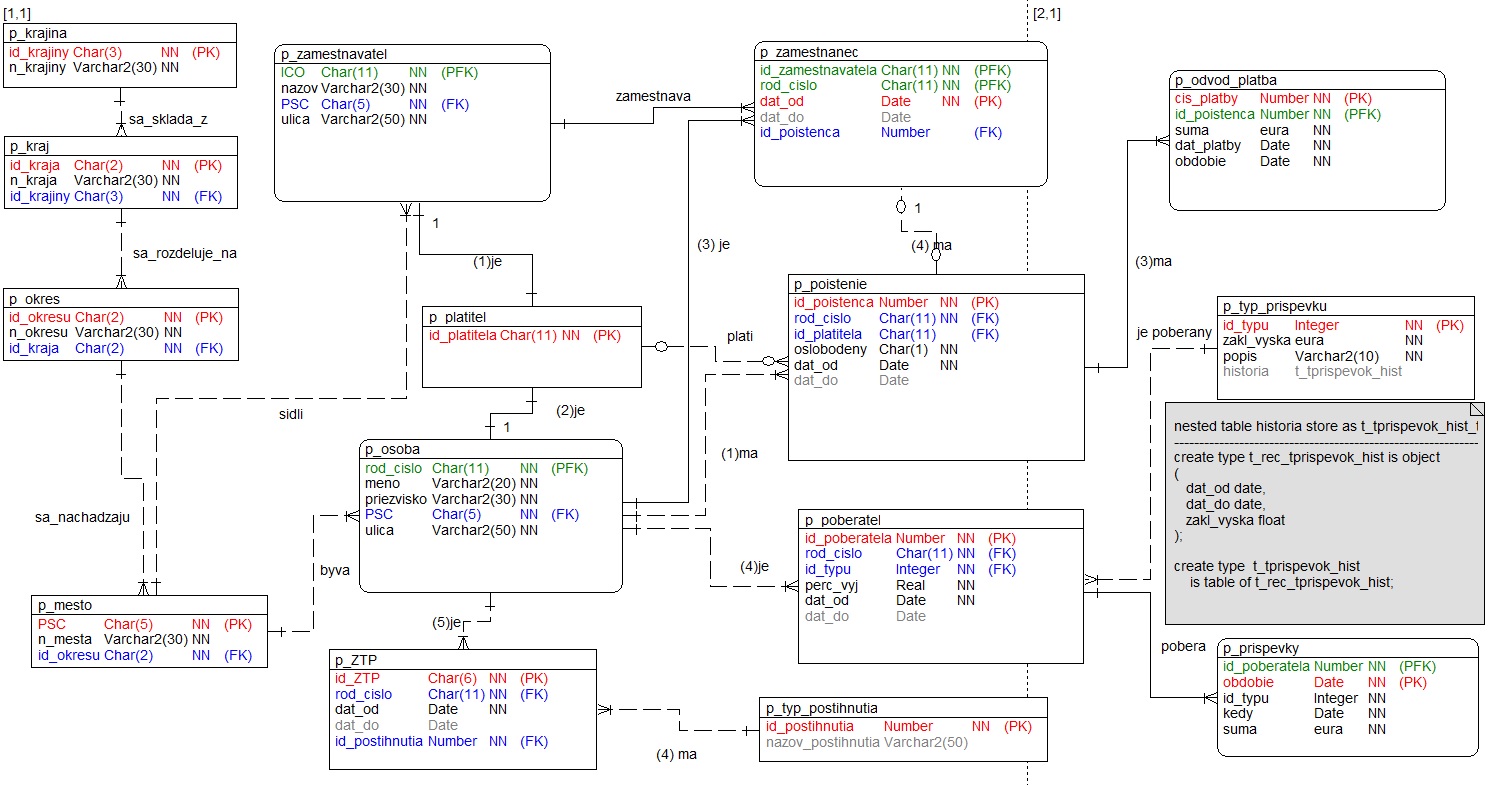 [1,1]
[2,1]
p_krajina
id_krajiny Char(3) NN (PK)
n_krajiny Varchar2(30) NN
sa_sklada_z
p_kraj
id_kraja Char(2) NN (PK)
n_kraja Varchar2(30) NN
id_krajiny Char(3) NN (FK)
sa_rozdeluje_na
p_okres
id_okresu Char(2) NN (PK)
n_okresu Varchar2(30) NN
id_kraja Char(2) NN (FK)
sa_nachadzaju
p_mesto
PSC Char(5) NN (PK)
n_mesta Varchar2(30) NN
id_okresu Char(2) NN (FK)
p_zamestnavatel
ICO Char(11) NN (PFK)
nazov Varchar2(30) NN
PSC Char(5) NN (FK)
ulica Varchar2(50) NN
zamestnava
1
(1)je
sidli
p_platitel
id_platitela Char(11) NN (PK)
plati
(2)je
1
p_osoba
rod_cislo Char(11) NN (PFK)
meno Varchar2(20) NN
priezvisko Varchar2(30) NN
PSC Char(5) NN (FK)
ulica Varchar2(50) NN
byva
(5)je
p_ZTP
id_ZTP Char(6) NN (PK)
rod_cislo Char(11) NN (FK)
dat_od Date NN
dat_do Date
id_postihnutia Number NN (FK)
(4) ma
p_typ_postihnutia
id_postihnutia Number NN (PK)
nazov_postihnutia Varchar2(50)
p_zamestnanec
id_zamestnavatela Char(11) NN (PFK)
rod_cislo Char(11) NN (PFK)
dat_od Date NN (PK)
dat_do Date
id_poistenca Number (FK)
(3) je
1
(4) ma
p_poistenie
id_poistenca Number NN (PK)
rod_cislo Char(11) NN (FK)
id_platitela Char(11) (FK)
oslobodeny Char(1) NN
dat_od Date NN
dat_do Date
(1)ma
(4)je
p_poberatel
id_poberatela Number NN (PK)
rod_cislo Char(11) NN (FK)
id_typu Integer NN (FK)
perc_vyj Real NN
dat_od Date NN
dat_do Date
p_odvod_platba
cis_platby Number NN (PK)
id_poistenca Number NN (PFK)
suma eura NN
dat_platby Date NN
obdobie Date NN
(3)ma
je poberany
p_typ_prispevku
id_typu Integer NN (PK)
zakl_vyska eura NN
popis Varchar2(10) NN
historia t_tprispevok_hist
nested table historia store as t_tprispevok_hist_t
create type t_rec_tprispevok_hist is object
(
dat_od date,
dat_do date,
zakl_vyska float
);
create type t_tprispevok_hist
is table of t_rec_tprispevok_hist;
pobera
p_prispevky
id_poberatela Number NN (PFK)
obdobie Date NN (PK)
id_typu Integer NN
kedy Date NN
suma eura NN